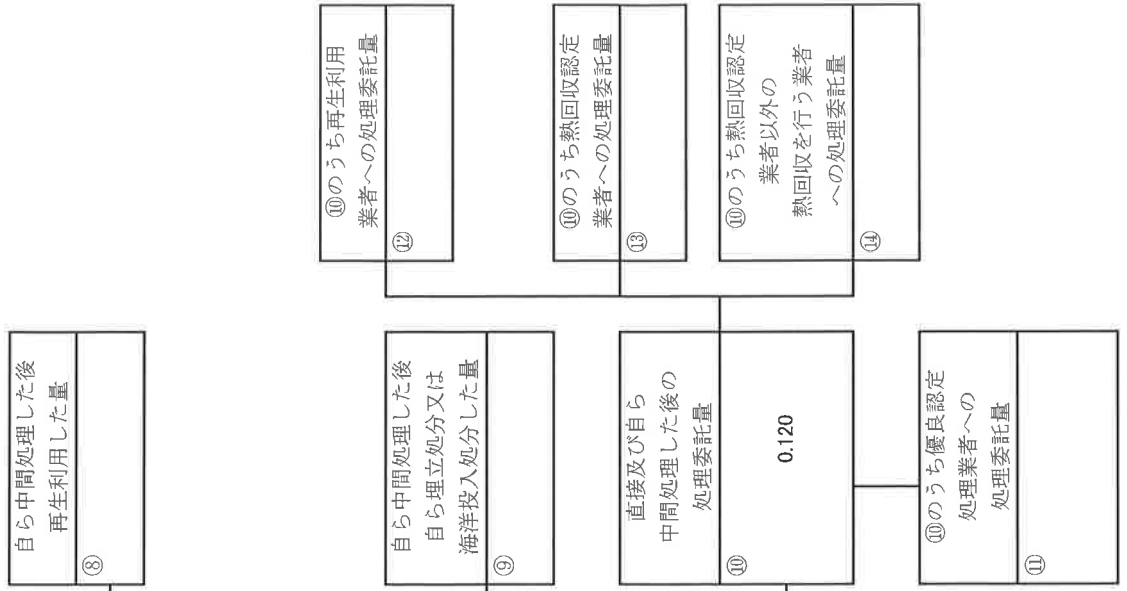 自ら中間処理した後
再生利用した量
⑧
自ら中間処理した後
自ら埋立処分又は
海洋投入処分した量
⑨
直接及び自ら
中間処理した後の
処理委託量
⑩
0.120
⑩のうち優良認定
処理業者への
処理委託量
⑪
⑩のうち再生利用
業者への処理委託量
⑫
⑩のうち熱回収認定
業者への処理委託量
⑬
⑩のうち熱回収認定
業者以外の
熱回収を行う業者
への処理委託量
⑭